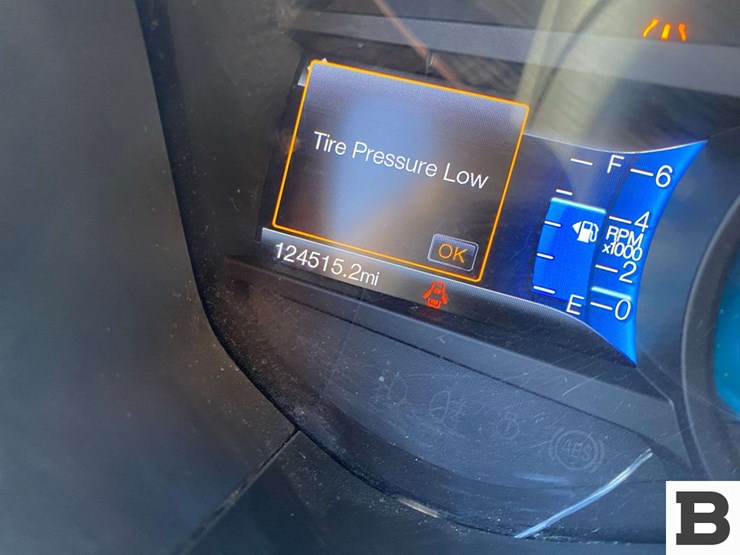 Tire Pressure Low
OK
124515.2mi
F
E
6
4
RPM
x1000
2
0
ABS
B